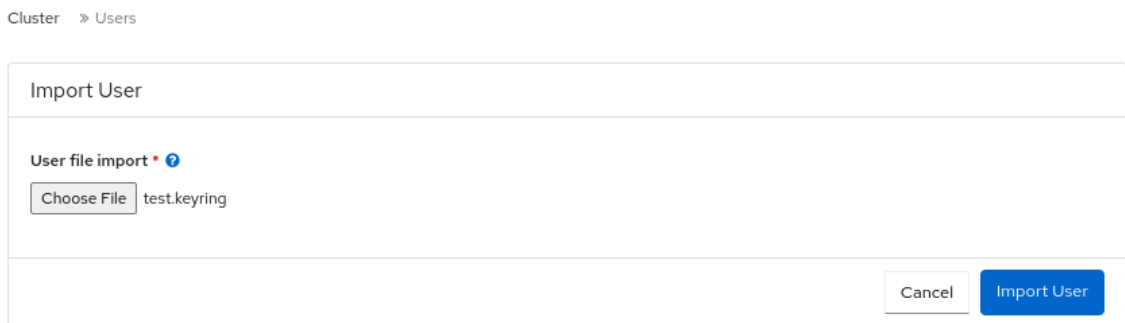 Cluster » Users
Import User
User file import * ?
Choose File test.keyring
Cancel Import User